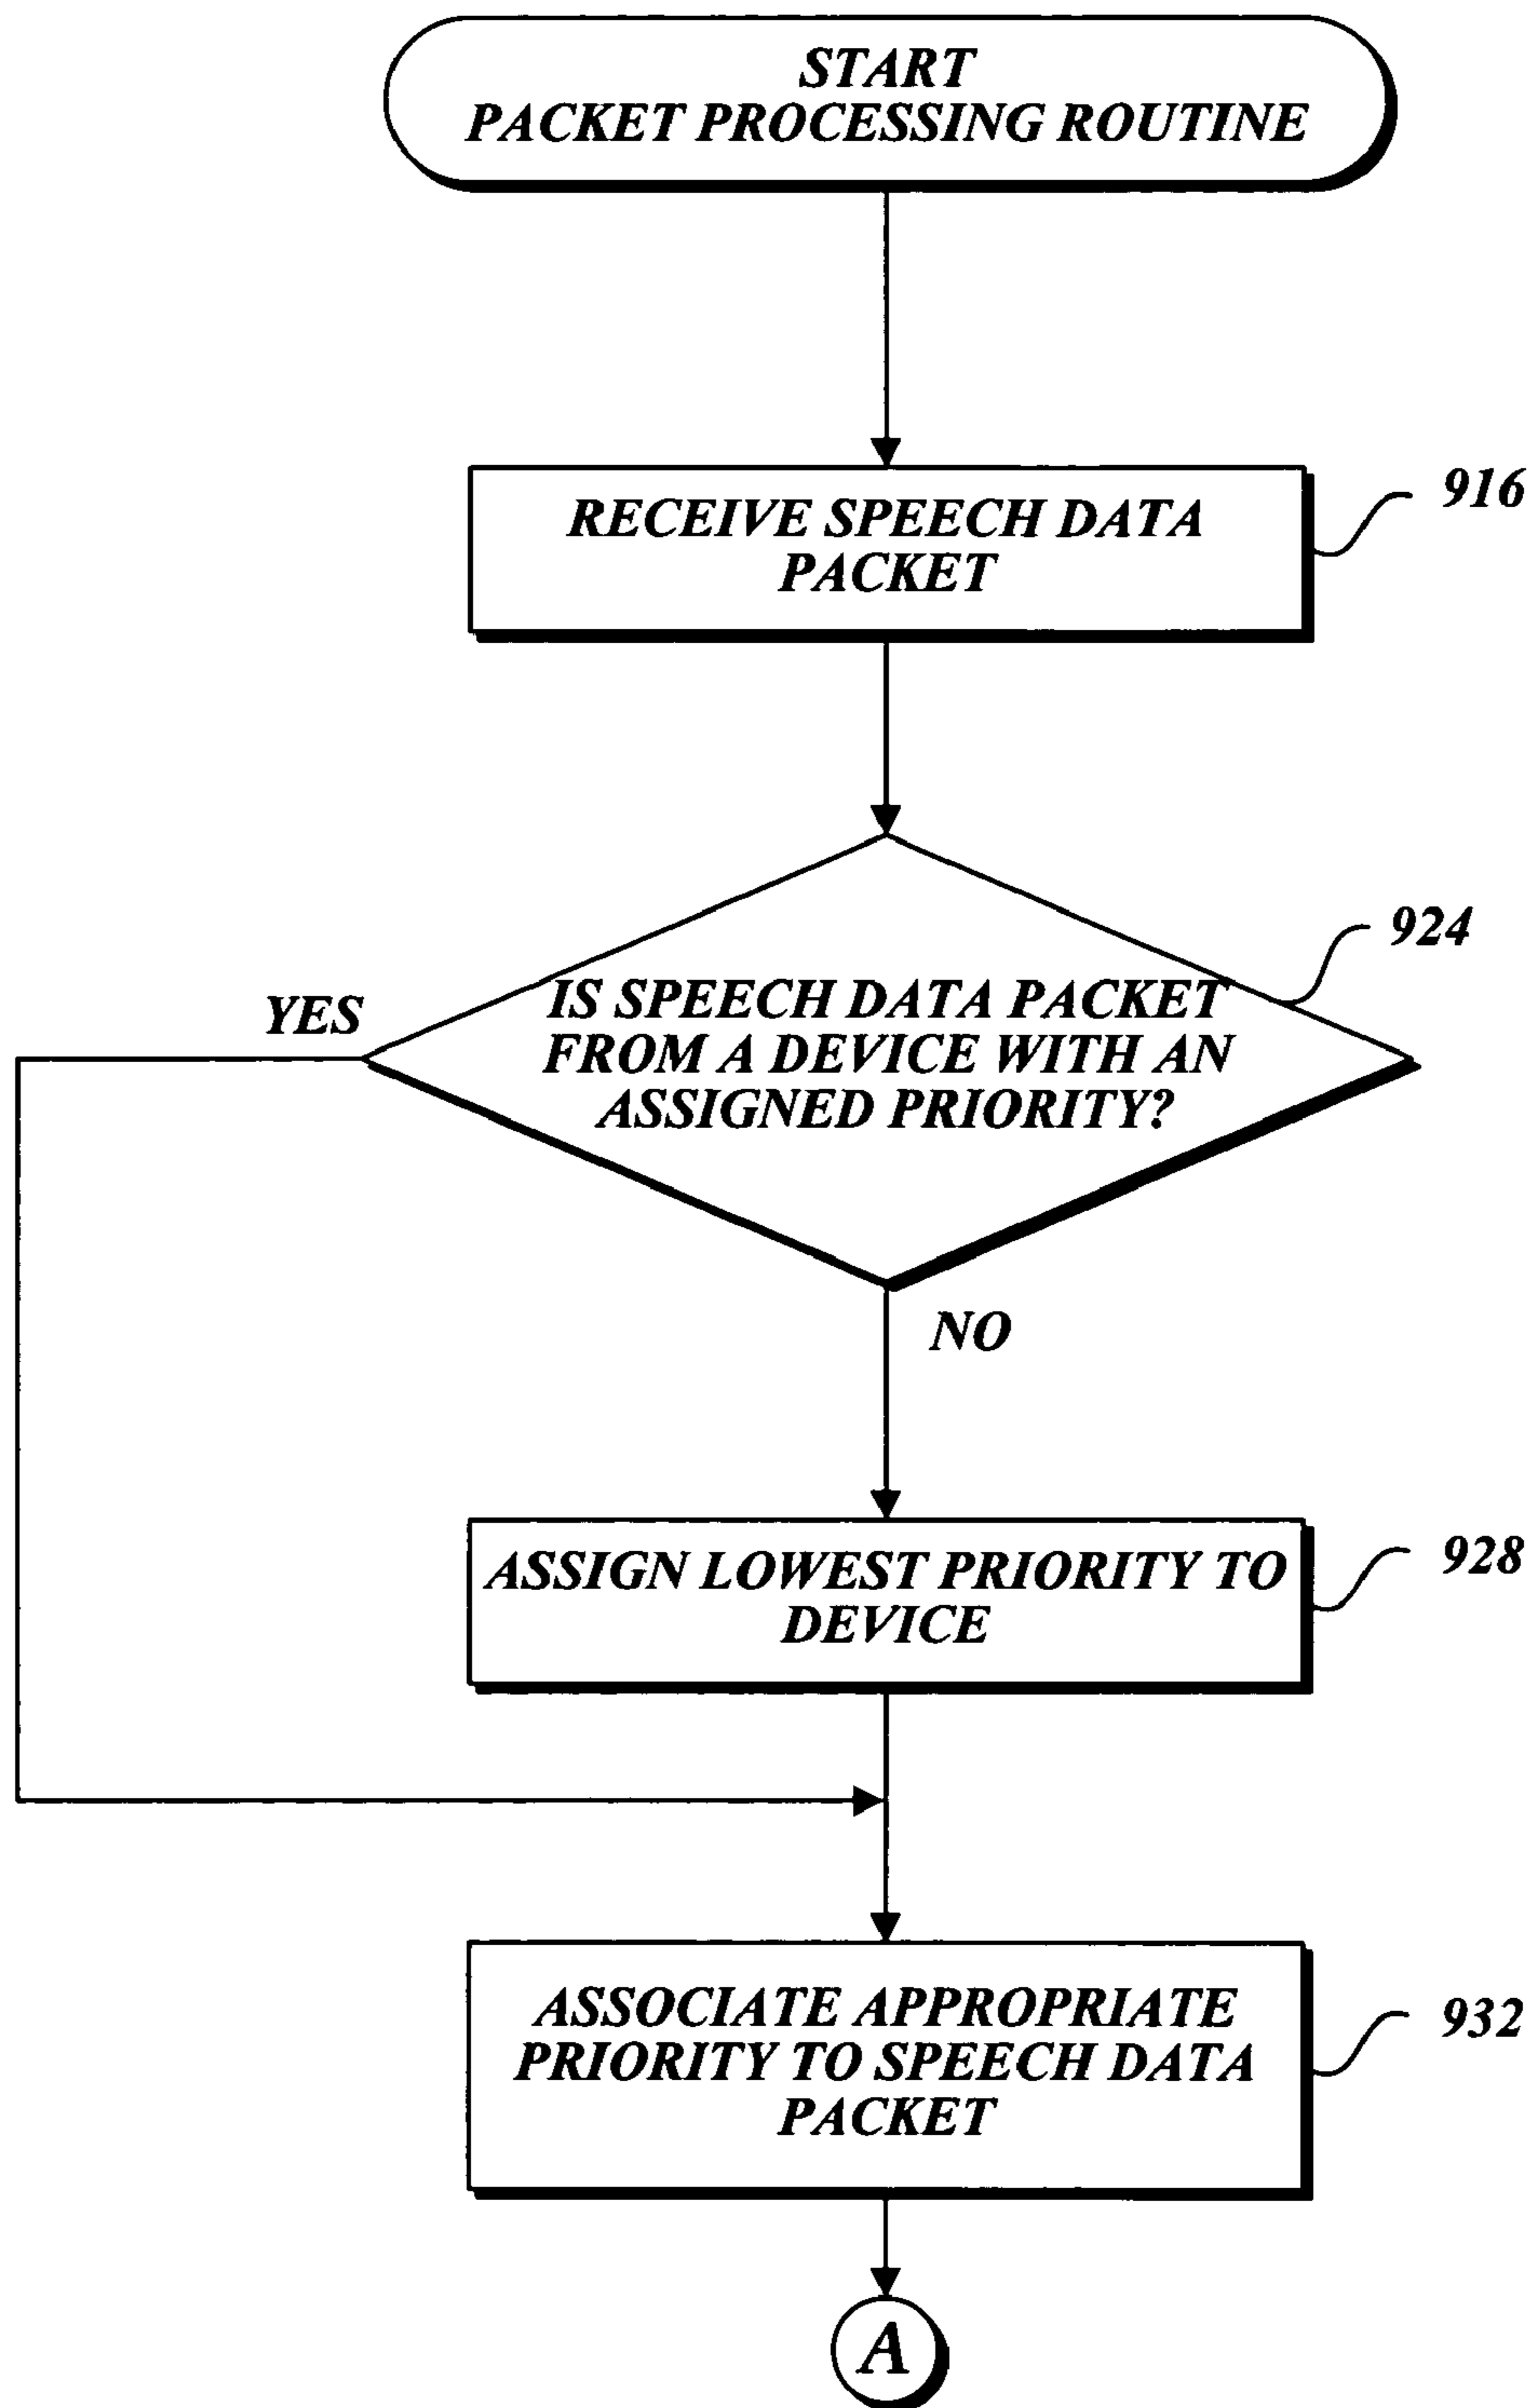 START
PACKET PROCESSING ROUTINE
RECEIVE SPEECH DATA
PACKET
916
924
IS SPEECH DATA PACKET
FROM A DEVICE WITH AN
ASSIGNED PRIORITY?
YES
NO
ASSIGN LOWEST PRIORITY TO
DEVICE
928
ASSOCIATE APPROPRIATE
PRIORITY TO SPEECH DATA
PACKET
932
A